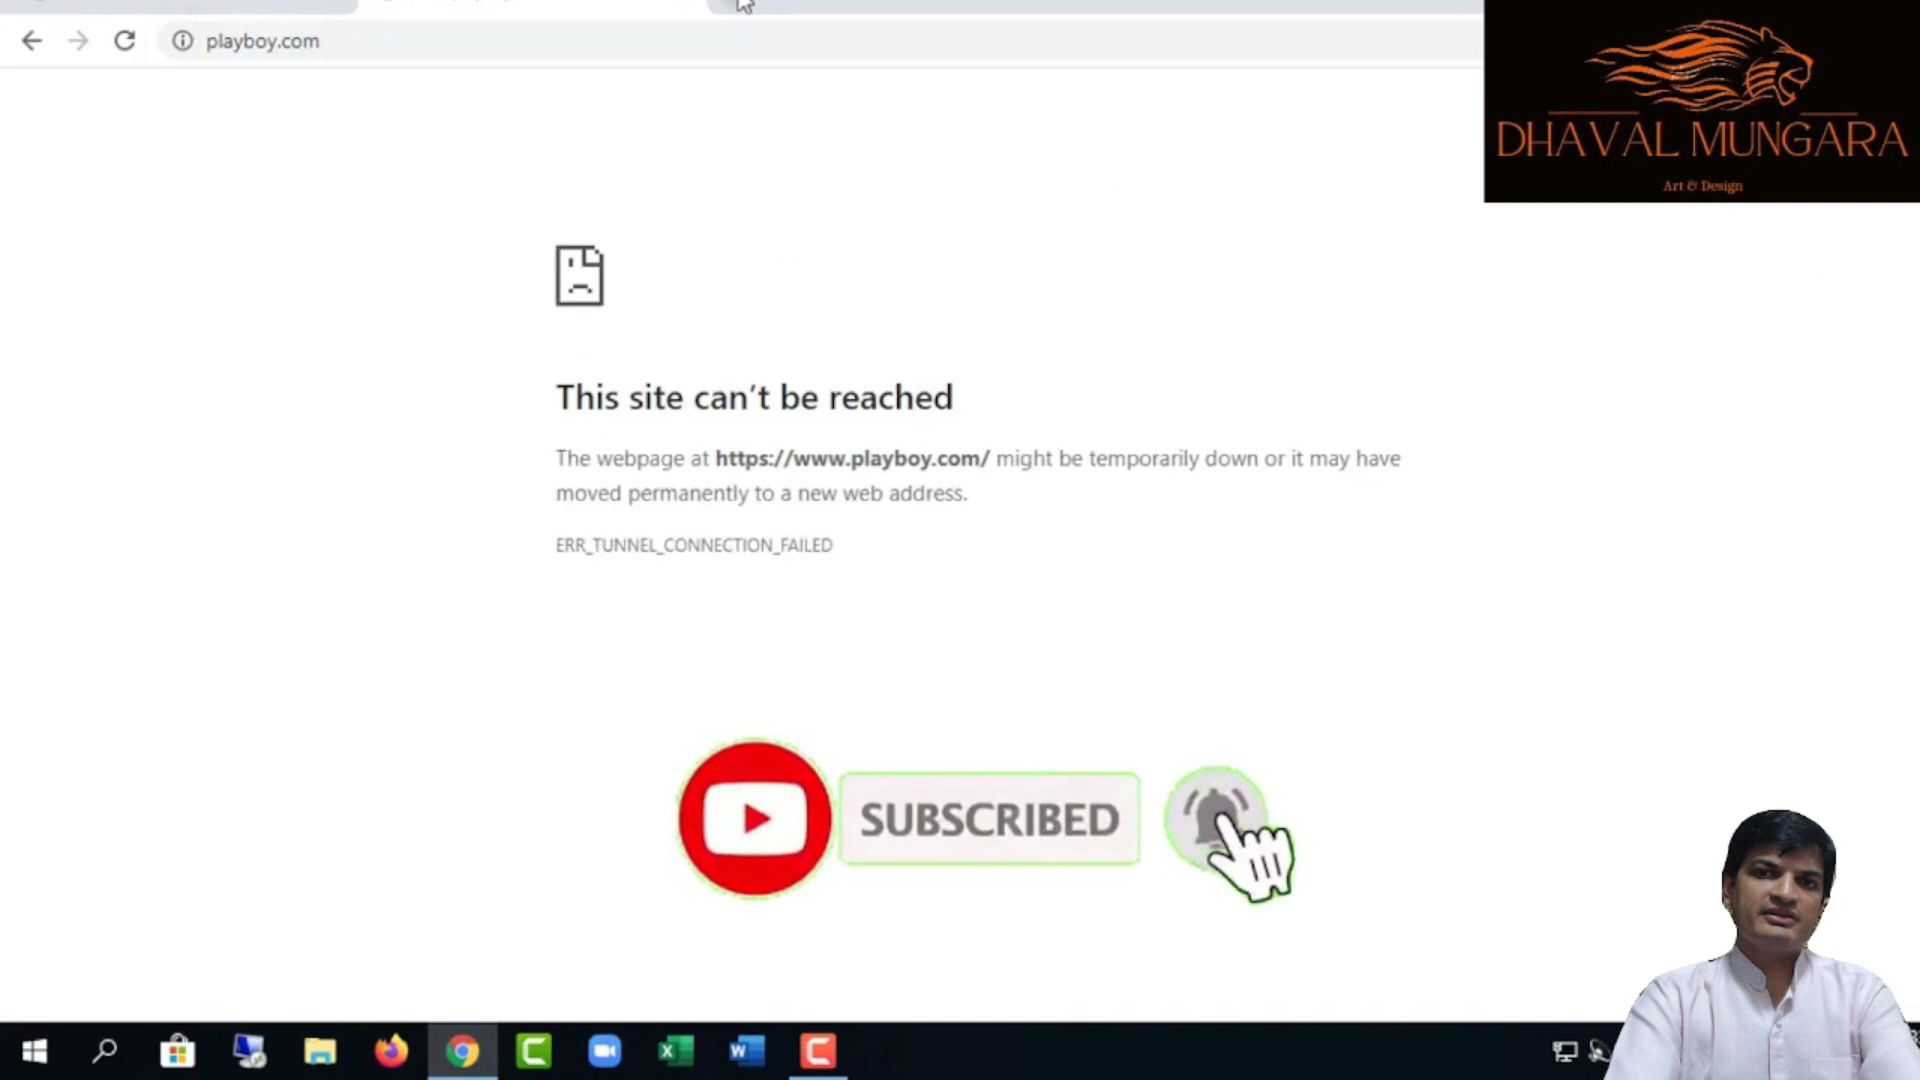 playboy.com
DHAVAL MUNGARA
Art & Design
This site can't be reached
The webpage at https://www.playboy.com/ might be temporarily down or it may have
moved permanently to a new web address.
ERR_TUNNEL_CONNECTION_FAILED
SUBSCRIBED